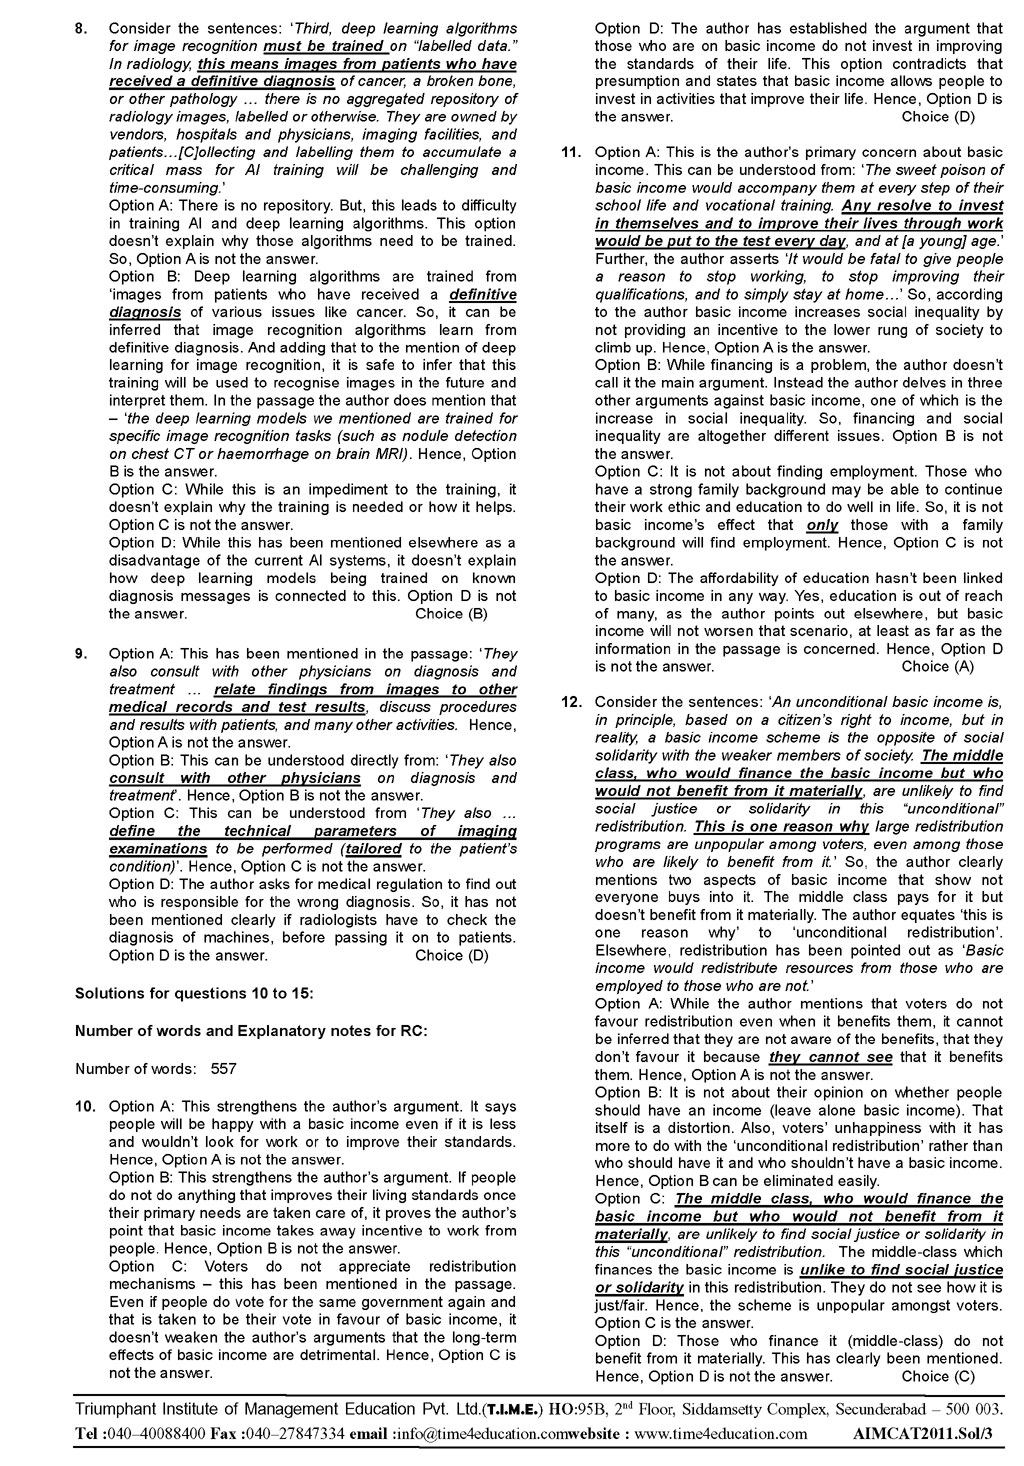 8. Consider the sentences: ‘Third, deep learning algorithms
for image recognition must be trained on “labelled data.”
In radiology, this means images from patients who have
received a definitive diagnosis of cancer, a broken bone,
or other pathology … there is no aggregated repository of
radiology images, labelled or otherwise. They are owned by
vendors, hospitals and physicians, imaging facilities, and
patients…[C]ollecting and labelling them to accumulate a
critical mass for AI training will be challenging and
time-consuming.’
Option A: There is no repository. But, this leads to difficulty
in training AI and deep learning algorithms. This option
doesn’t explain why those algorithms need to be trained.
So, Option A is not the answer.
Option B: Deep learning algorithms are trained from
‘images from patients who have received a definitive
diagnosis of various issues like cancer. So, it can be
inferred that image recognition algorithms learn from
definitive diagnosis. And adding that to the mention of deep
learning for image recognition, it is safe to infer that this
training will be used to recognise images in the future and
interpret them. In the passage the author does mention that
– ‘the deep learning models we mentioned are trained for
specific image recognition tasks (such as nodule detection
on chest CT or haemorrhage on brain MRI). Hence, Option
B is the answer.
Option C: While this is an impediment to the training, it
doesn’t explain why the training is needed or how it helps.
Option C is not the answer.
Option D: While this has been mentioned elsewhere as a
disadvantage of the current AI systems, it doesn’t explain
how deep learning models being trained on known
diagnosis messages is connected to this. Option D is not
the answer. Choice (B)
9. Option A: This has been mentioned in the passage: ‘They
also consult with other physicians on diagnosis and
treatment … relate findings from images to other
medical records and test results, discuss procedures
and results with patients, and many other activities. Hence,
Option A is not the answer.
Option B: This can be understood directly from: ‘They also
consult with other physicians on diagnosis and
treatment’. Hence, Option B is not the answer.
Option C: This can be understood from ‘They also …
define the technical parameters of imaging
examinations to be performed (tailored to the patient’s
condition)’. Hence, Option C is not the answer.
Option D: The author asks for medical regulation to find out
who is responsible for the wrong diagnosis. So, it has not
been mentioned clearly if radiologists have to check the
diagnosis of machines, before passing it on to patients.
Option D is the answer. Choice (D)
Solutions for questions 10 to 15:
Number of words and Explanatory notes for RC:
Number of words: 557
10. Option A: This strengthens the author’s argument. It says
people will be happy with a basic income even if it is less
and wouldn’t look for work or to improve their standards.
Hence, Option A is not the answer.
Option B: This strengthens the author’s argument. If people
do not do anything that improves their living standards once
their primary needs are taken care of, it proves the author’s
point that basic income takes away incentive to work from
people. Hence, Option B is not the answer.
Option C: Voters do not appreciate redistribution
mechanisms – this has been mentioned in the passage.
Even if people do vote for the same government again and
that is taken to be their vote in favour of basic income, it
doesn’t weaken the author’s arguments that the long-term
effects of basic income are detrimental. Hence, Option C is
not the answer.
Option D: The author has established the argument that
those who are on basic income do not invest in improving
the standards of their life. This option contradicts that
presumption and states that basic income allows people to
invest in activities that improve their life. Hence, Option D is
the answer. Choice (D)
11. Option A: This is the author’s primary concern about basic
income. This can be understood from: ‘The sweet poison of
basic income would accompany them at every step of their
school life and vocational training. Any resolve to invest
in themselves and to improve their lives through work
would be put to the test every day, and at [a young] age.’
Further, the author asserts ‘It would be fatal to give people
a reason to stop working, to stop improving their
qualifications, and to simply stay at home…’ So, according
to the author basic income increases social inequality by
not providing an incentive to the lower rung of society to
climb up. Hence, Option A is the answer.
Option B: While financing is a problem, the author doesn’t
call it the main argument. Instead the author delves in three
other arguments against basic income, one of which is the
increase in social inequality. So, financing and social
inequality are altogether different issues. Option B is not
the answer.
Option C: It is not about finding employment. Those who
have a strong family background may be able to continue
their work ethic and education to do well in life. So, it is not
basic income’s effect that only those with a family
background will find employment. Hence, Option C is not
the answer.
Option D: The affordability of education hasn’t been linked
to basic income in any way. Yes, education is out of reach
of many, as the author points out elsewhere, but basic
income will not worsen that scenario, at least as far as the
information in the passage is concerned. Hence, Option D
is not the answer. Choice (A)
12. Consider the sentences: ‘An unconditional basic income is,
in principle, based on a citizen’s right to income, but in
reality, a basic income scheme is the opposite of social
solidarity with the weaker members of society. The middle
class, who would finance the basic income but who
would not benefit from it materially, are unlikely to find
social justice or solidarity in this “unconditional”
redistribution. This is one reason why large redistribution
programs are unpopular among voters, even among those
who are likely to benefit from it.’ So, the author clearly
mentions two aspects of basic income that show not
everyone buys into it. The middle class pays for it but
doesn’t benefit from it materially. The author equates ‘this is
one reason why’ to ‘unconditional redistribution’.
Elsewhere, redistribution has been pointed out as ‘Basic
income would redistribute resources from those who are
employed to those who are not.’
Option A: While the author mentions that voters do not
favour redistribution even when it benefits them, it cannot
be inferred that they are not aware of the benefits, that they
don’t favour it because they cannot see that it benefits
them. Hence, Option A is not the answer.
Option B: It is not about their opinion on whether people
should have an income (leave alone basic income). That
itself is a distortion. Also, voters’ unhappiness with it has
more to do with the ‘unconditional redistribution’ rather than
who should have it and who shouldn’t have a basic income.
Hence, Option B can be eliminated easily.
Option C: The middle class, who would finance the
basic income but who would not benefit from it
materially, are unlikely to find social justice or solidarity in
this “unconditional” redistribution. The middle-class which
finances the basic income is unlike to find social justice
or solidarity in this redistribution. They do not see how it is
just/fair. Hence, the scheme is unpopular amongst voters.
Option C is the answer.
Option D: Those who finance it (middle-class) do not
benefit from it materially. This has clearly been mentioned.
Hence, Option D is not the answer. Choice (C)
Triumphant Institute of Management Education Pvt. Ltd.(T.I.M.E.) HO:95B, 2nd Floor, Siddamsetty Complex, Secunderabad – 500 003.
Tel :040–40088400 Fax :040–27847334 email :info@time4education.comwebsite : www.time4education.com AIMCAT2011.Sol/3